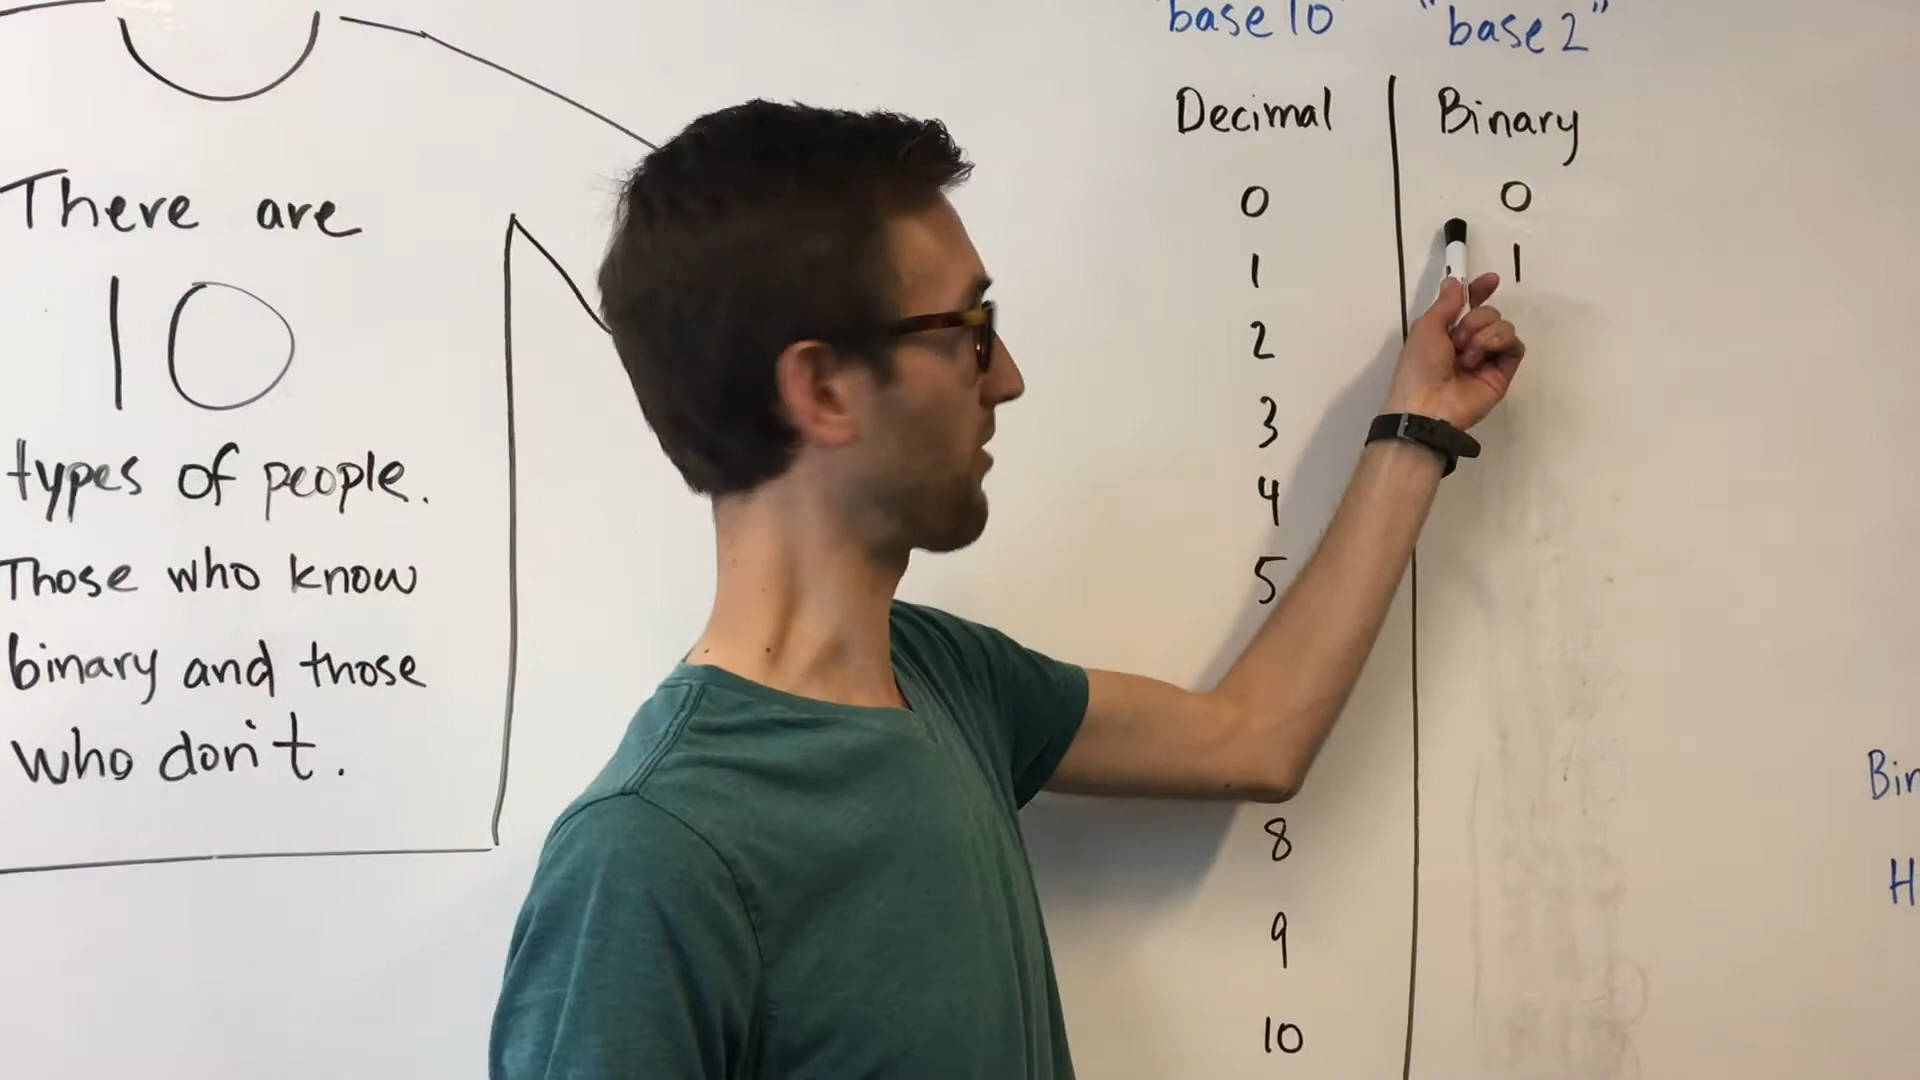 There are
10
types of people.
Those who know
binary and those
who don't.
"base 10" "base 2"
Decimal Binary
0 0
1 1
2
3
4
5
8
9
10
Bin
H